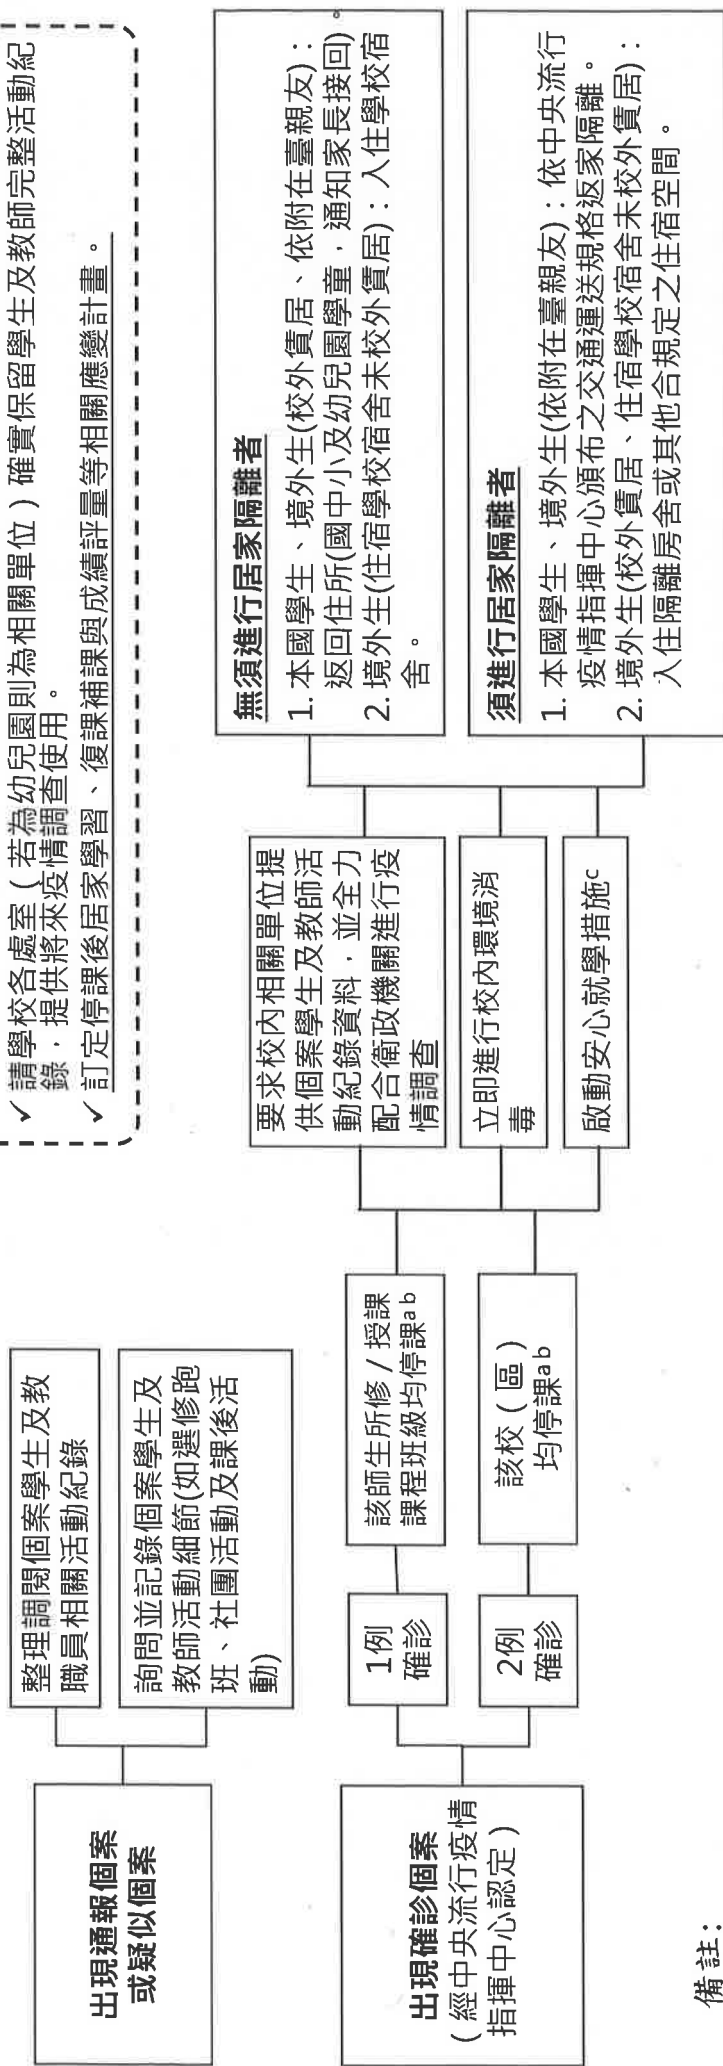 ✓請學校各處室（若為幼兒園則為相關單位）確實保留學生及教師完整活動紀
錄，提供將來疫情調查使用。
✓訂定停課後居家學習、復課補課與成績評量等相關應變計畫。
出現通報個案
或疑似個案
整理調閱個案學生及教
職員相關活動紀錄
詢問並記錄個案學生及
教師活動細節(如選修跑
班、社團活動及課後活
動)
出現確診個案
（經中央流行疫情
指揮中心認定）
1例
確診
2例
確診
該師生所修/授課
課程班級均停課ab
該校（區）
均停課ab
要求校內相關單位提
供個案學生及教師活
動紀錄資料，並全力
配合衛政機關進行疫
情調查
立即進行校內環境消
毒
啟動安心就學措施c
無須進行居家隔離者
1. 本國學生、境外生(校外賃居、依附在臺親友)：
返回住所(國中小及幼兒園學童，通知家長接回)。
2. 境外生(住宿學校宿舍未校外賃居)：入住學校宿
舍。
須進行居家隔離者
1. 本國學生、境外生(依附在臺親友)：依中央流行
疫情指揮中心頒布之交通運送規格返家隔離。
2. 境外生(校外賃居、住宿學校宿舍未校外賃居)：
入住隔離房舍或其他合規定之住宿空間。
備註：